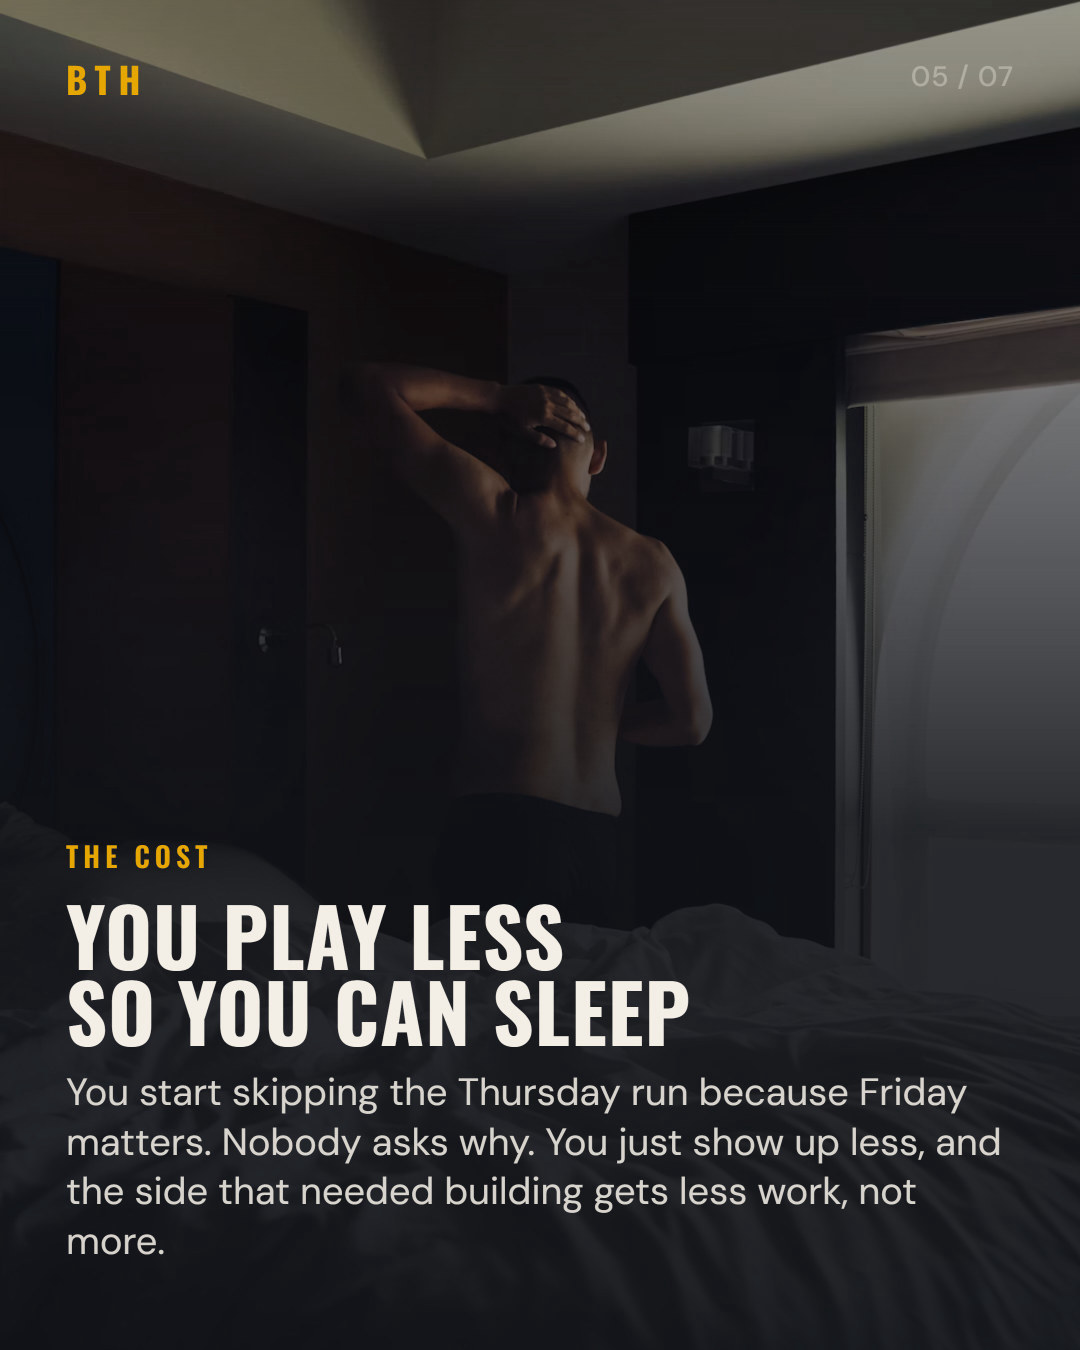 BTH
05 / 07
THE COST
YOU PLAY LESS
SO YOU CAN SLEEP
You start skipping the Thursday run because Friday
matters. Nobody asks why. You just show up less, and
the side that needed building gets less work, not
more.